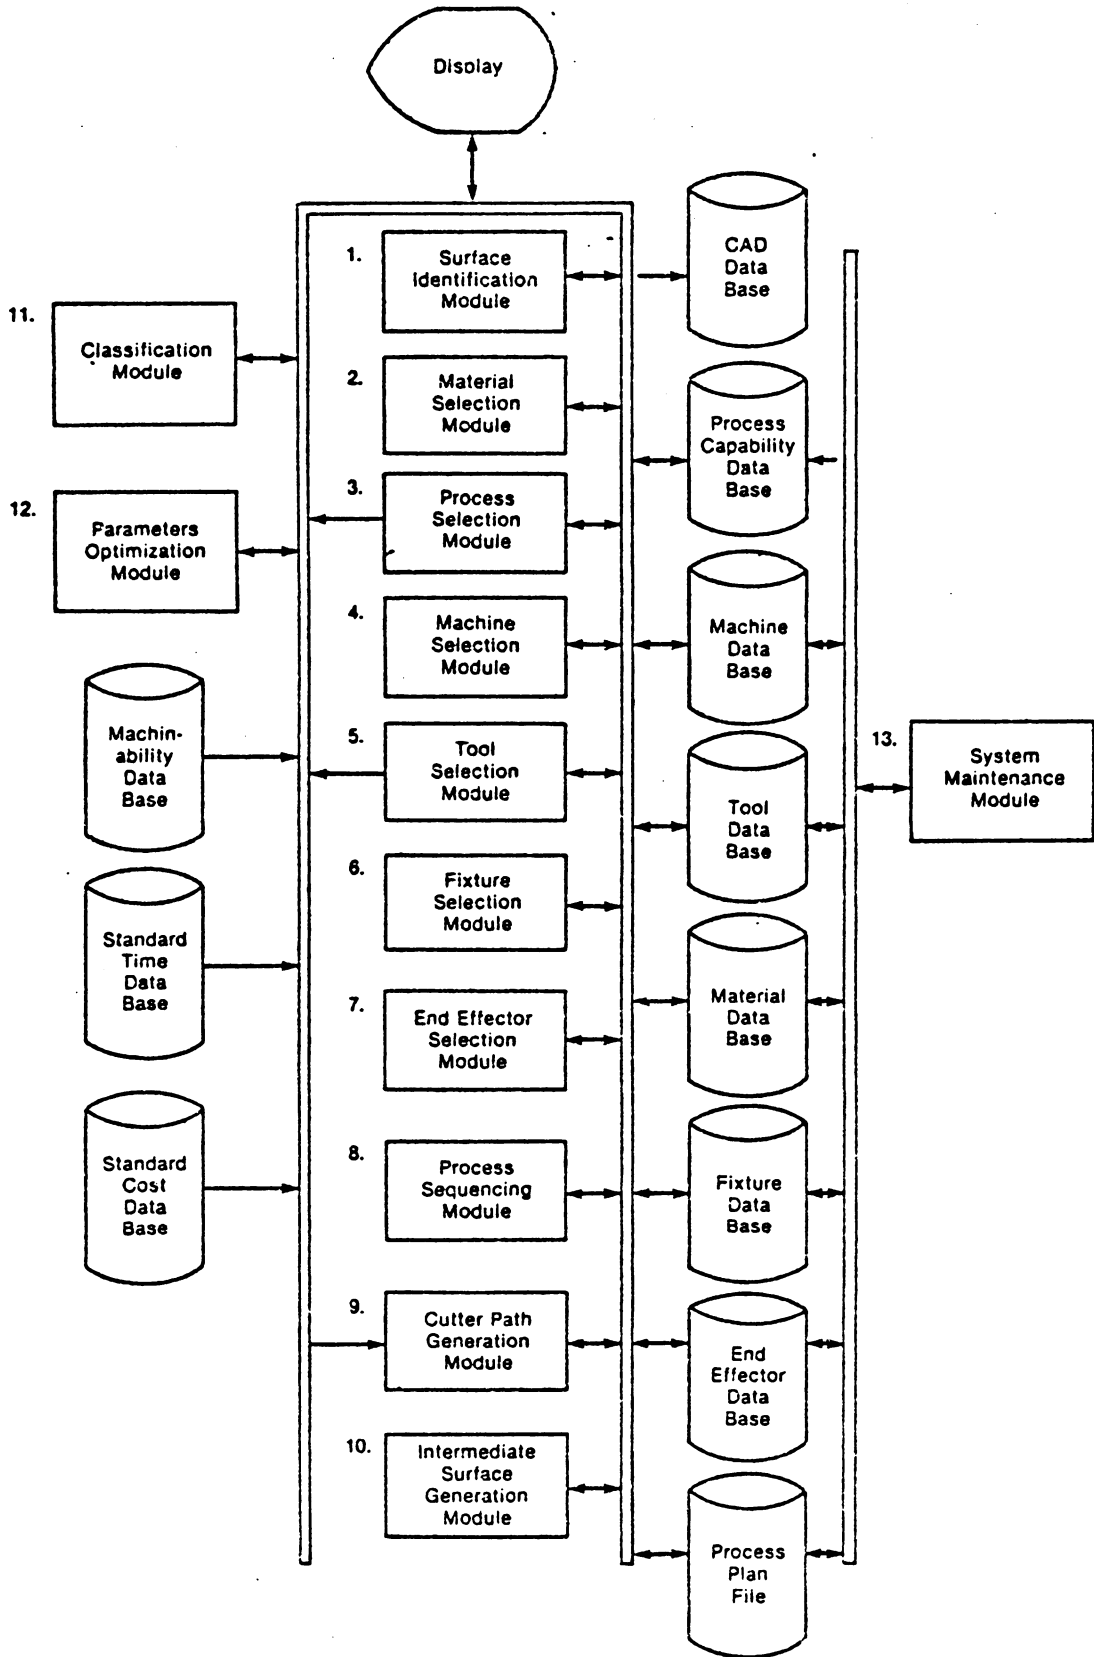 Display
1.
Surface
Identification
Module
2.
Material
Selection
Module
3.
Process
Selection
Module
4.
Machine
Selection
Module
5.
Tool
Selection
Module
6.
Fixture
Selection
Module
7.
End Effector
Selection
Module
8.
Process
Sequencing
Module
9.
Cutter Path
Generation
Module
10.
Intermediate
Surface
Generation
Module
11.
Classification
Module
12.
Parameters
Optimization
Module
Machin-
ability
Data
Base
Standard
Time
Data
Base
Standard
Cost
Data
Base
CAD
Data
Base
Process
Capability
Data
Base
Machine
Data
Base
Tool
Data
Base
Material
Data
Base
Fixture
Data
Base
End
Effector
Data
Base
Process
Plan
File
13.
System
Maintenance
Module